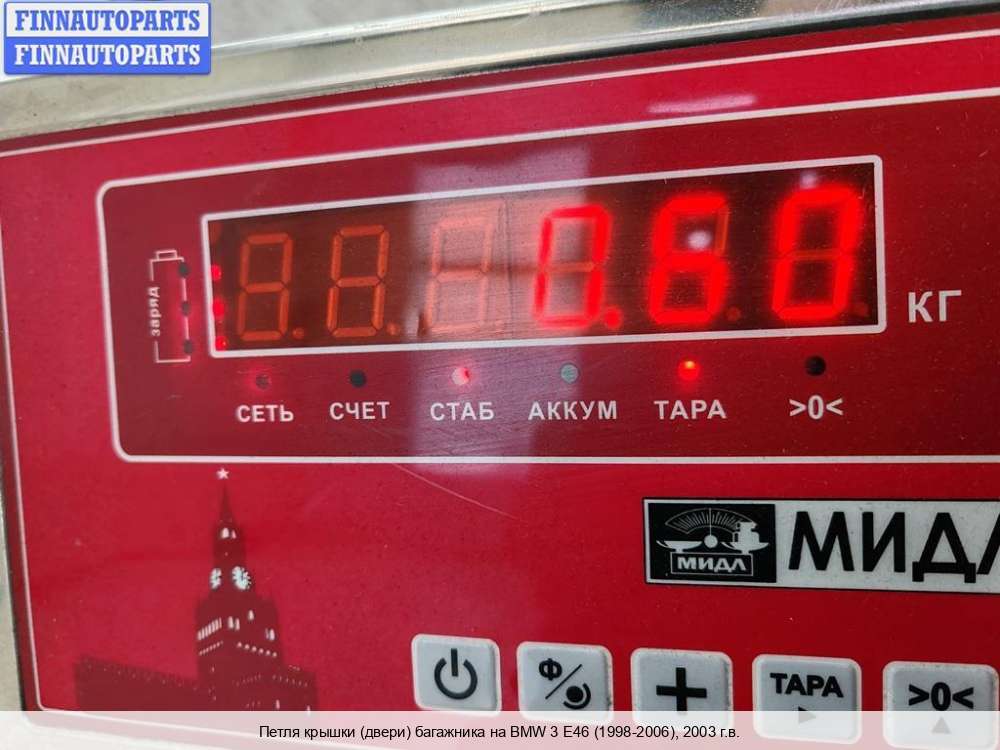 FINNAUTOPARTS
FINNAUTOPARTS
заряд
0.60
КГ
СЕТЬ СЧЕТ СТАБ АККУМ ТАРА >0<
МИДЛ
МИДЛ
Ф/
ТАРА
>0<
Петля крышки (двери) багажника на BMW 3 E46 (1998-2006), 2003 г.в.